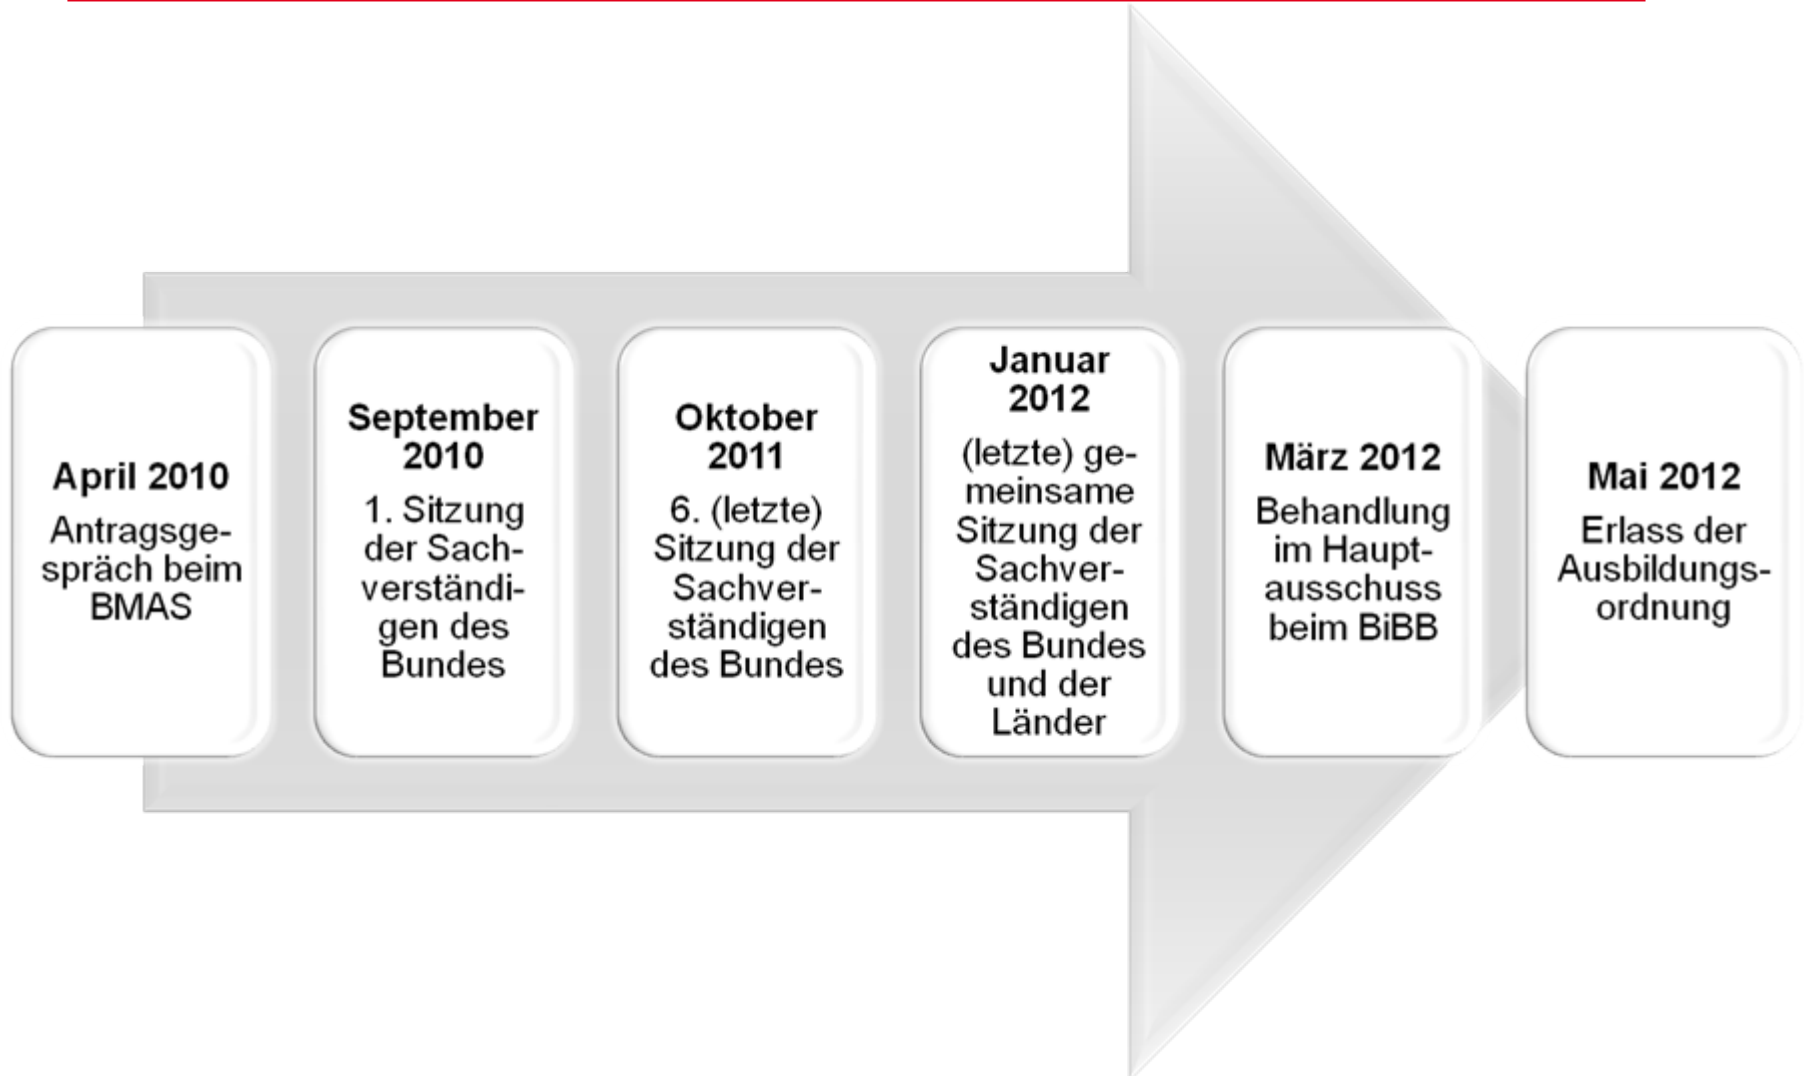 April 2010
Antragsge-
spräch beim
BMAS
September
2010
1. Sitzung
der Sach-
verständi-
gen des
Bundes
Oktober
2011
6. (letzte)
Sitzung der
Sachver-
ständigen
des Bundes
Januar
2012
(letzte) ge-
meinsame
Sitzung der
Sachver-
ständigen
des Bundes
und der
Länder
März 2012
Behandlung
im Haupt-
ausschuss
beim BiBB
Mai 2012
Erlass der
Ausbildungs-
ordnung